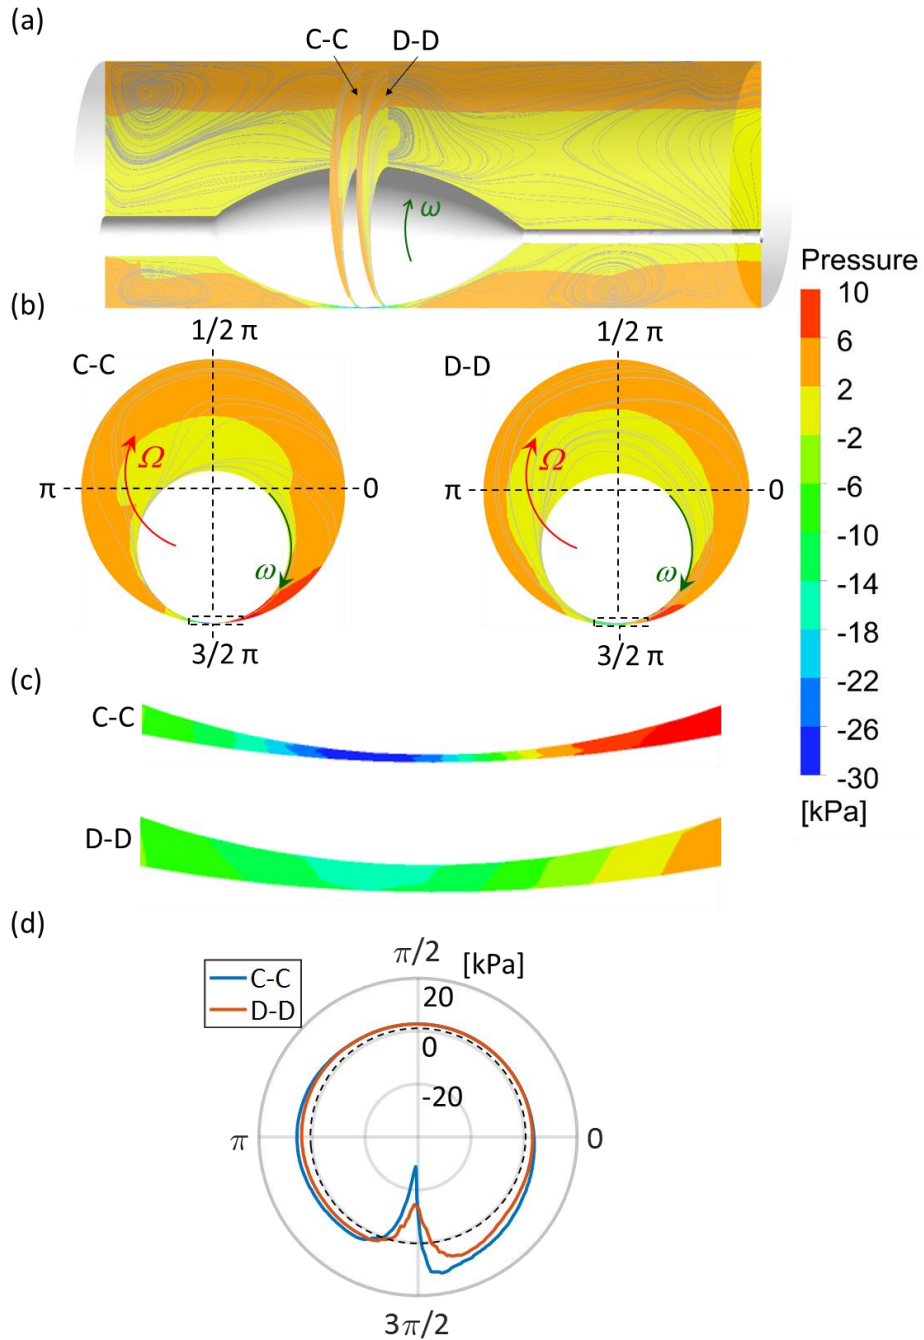 (a)
C-C
D-D
ω
Pressure
10
6
2
-2
-6
-10
-14
-18
-22
-26
-30
[kPa]
(b)
1/2 π
C-C
Ω
π
0
ω
3/2 π
1/2 π
D-D
Ω
π
0
ω
3/2 π
(c)
C-C
D-D
(d)
π/2
[kPa]
C-C
D-D
20
0
-20
π
0
3π/2